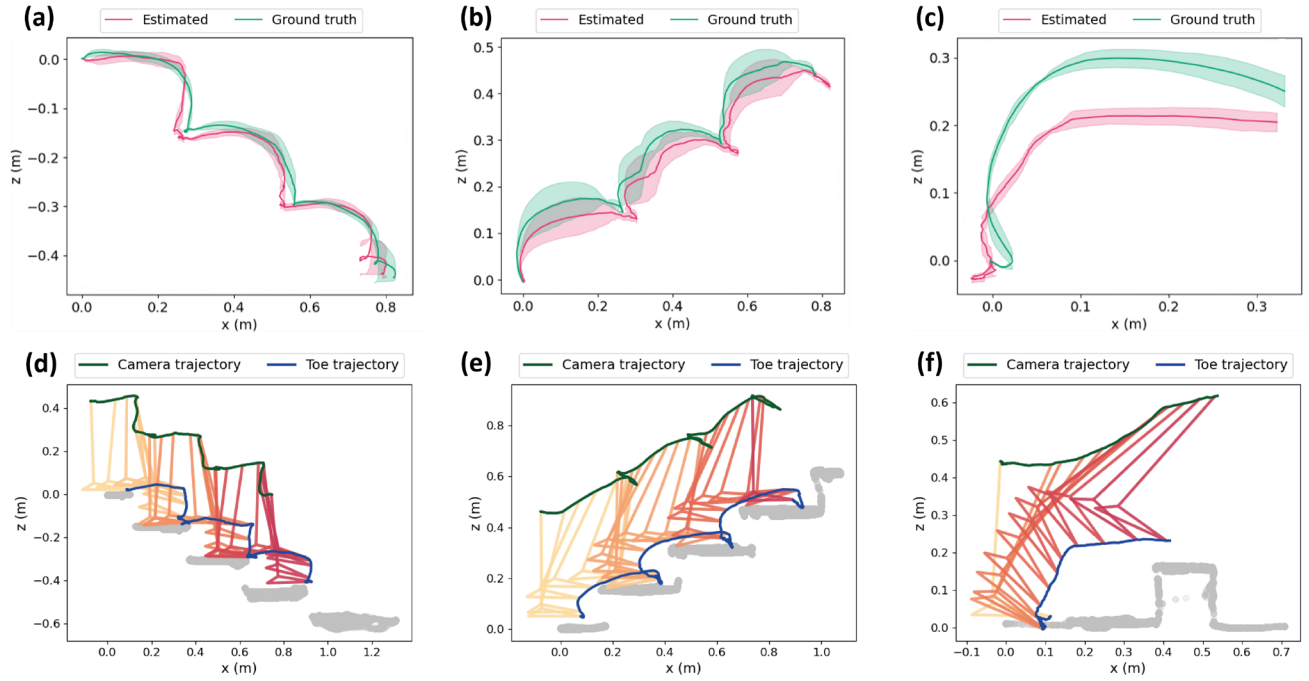 (a)
Estimated Ground truth
0.0
−0.1
−0.2
−0.3
−0.4
z (m)
0.0 0.2 0.4 0.6 0.8
x (m)
(b)
Estimated Ground truth
0.5
0.4
0.3
0.2
0.1
0.0
z (m)
0.0 0.2 0.4 0.6 0.8
x (m)
(c)
Estimated Ground truth
0.3
0.2
0.1
0.0
z (m)
0.0 0.1 0.2 0.3
x (m)
(d)
Camera trajectory Toe trajectory
0.4
0.2
0.0
−0.2
−0.4
−0.6
z (m)
0.0 0.2 0.4 0.6 0.8 1.0 1.2
x (m)
(e)
Camera trajectory Toe trajectory
0.8
0.6
0.4
0.2
0.0
z (m)
0.0 0.2 0.4 0.6 0.8 1.0
x (m)
(f)
Camera trajectory Toe trajectory
0.6
0.5
0.4
0.3
0.2
0.1
0.0
z (m)
−0.1 0.0 0.1 0.2 0.3 0.4 0.5 0.6 0.7
x (m)